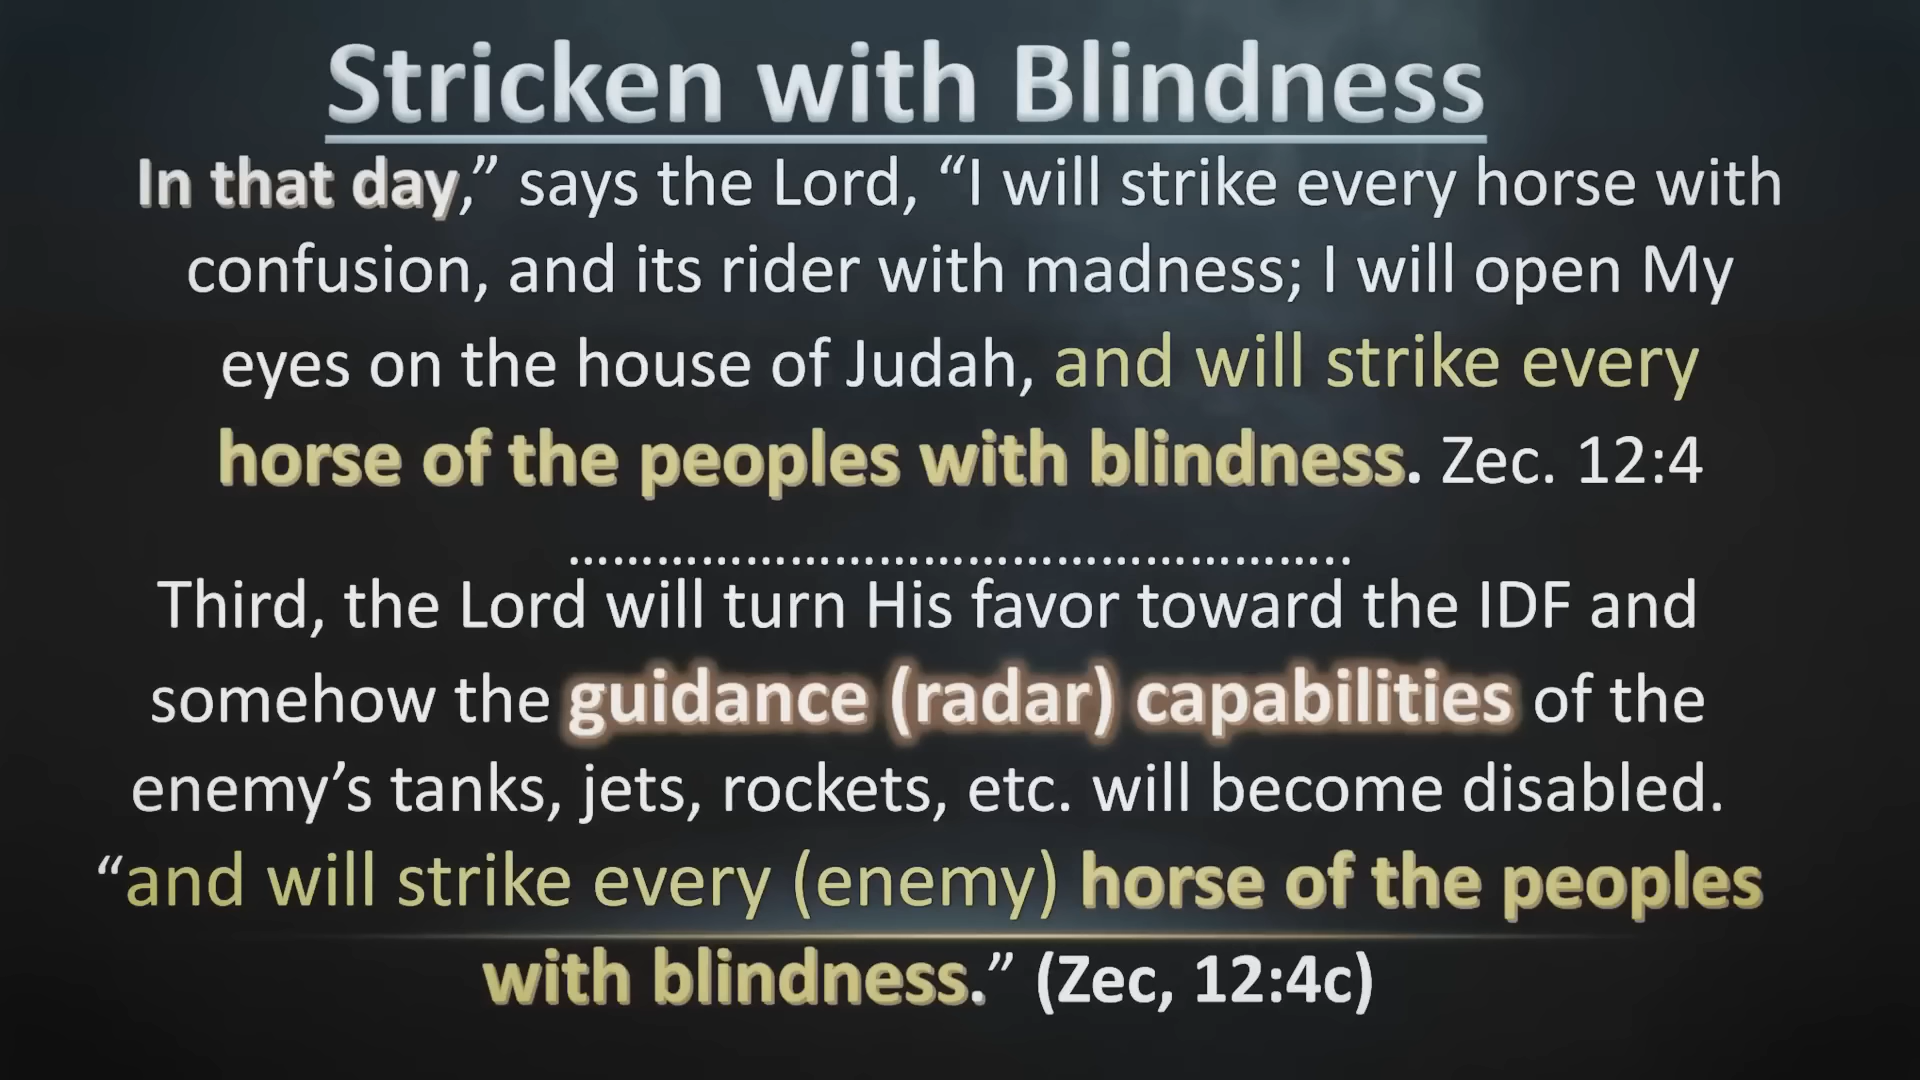 Stricken with Blindness
In that day,” says the Lord, “I will strike every horse with
confusion, and its rider with madness; I will open My
eyes on the house of Judah, and will strike every
horse of the peoples with blindness. Zec. 12:4
……………………………………………..
Third, the Lord will turn His favor toward the IDF and
somehow the guidance (radar) capabilities of the
enemy’s tanks, jets, rockets, etc. will become disabled.
“and will strike every (enemy) horse of the peoples
with blindness.” (Zec, 12:4c)